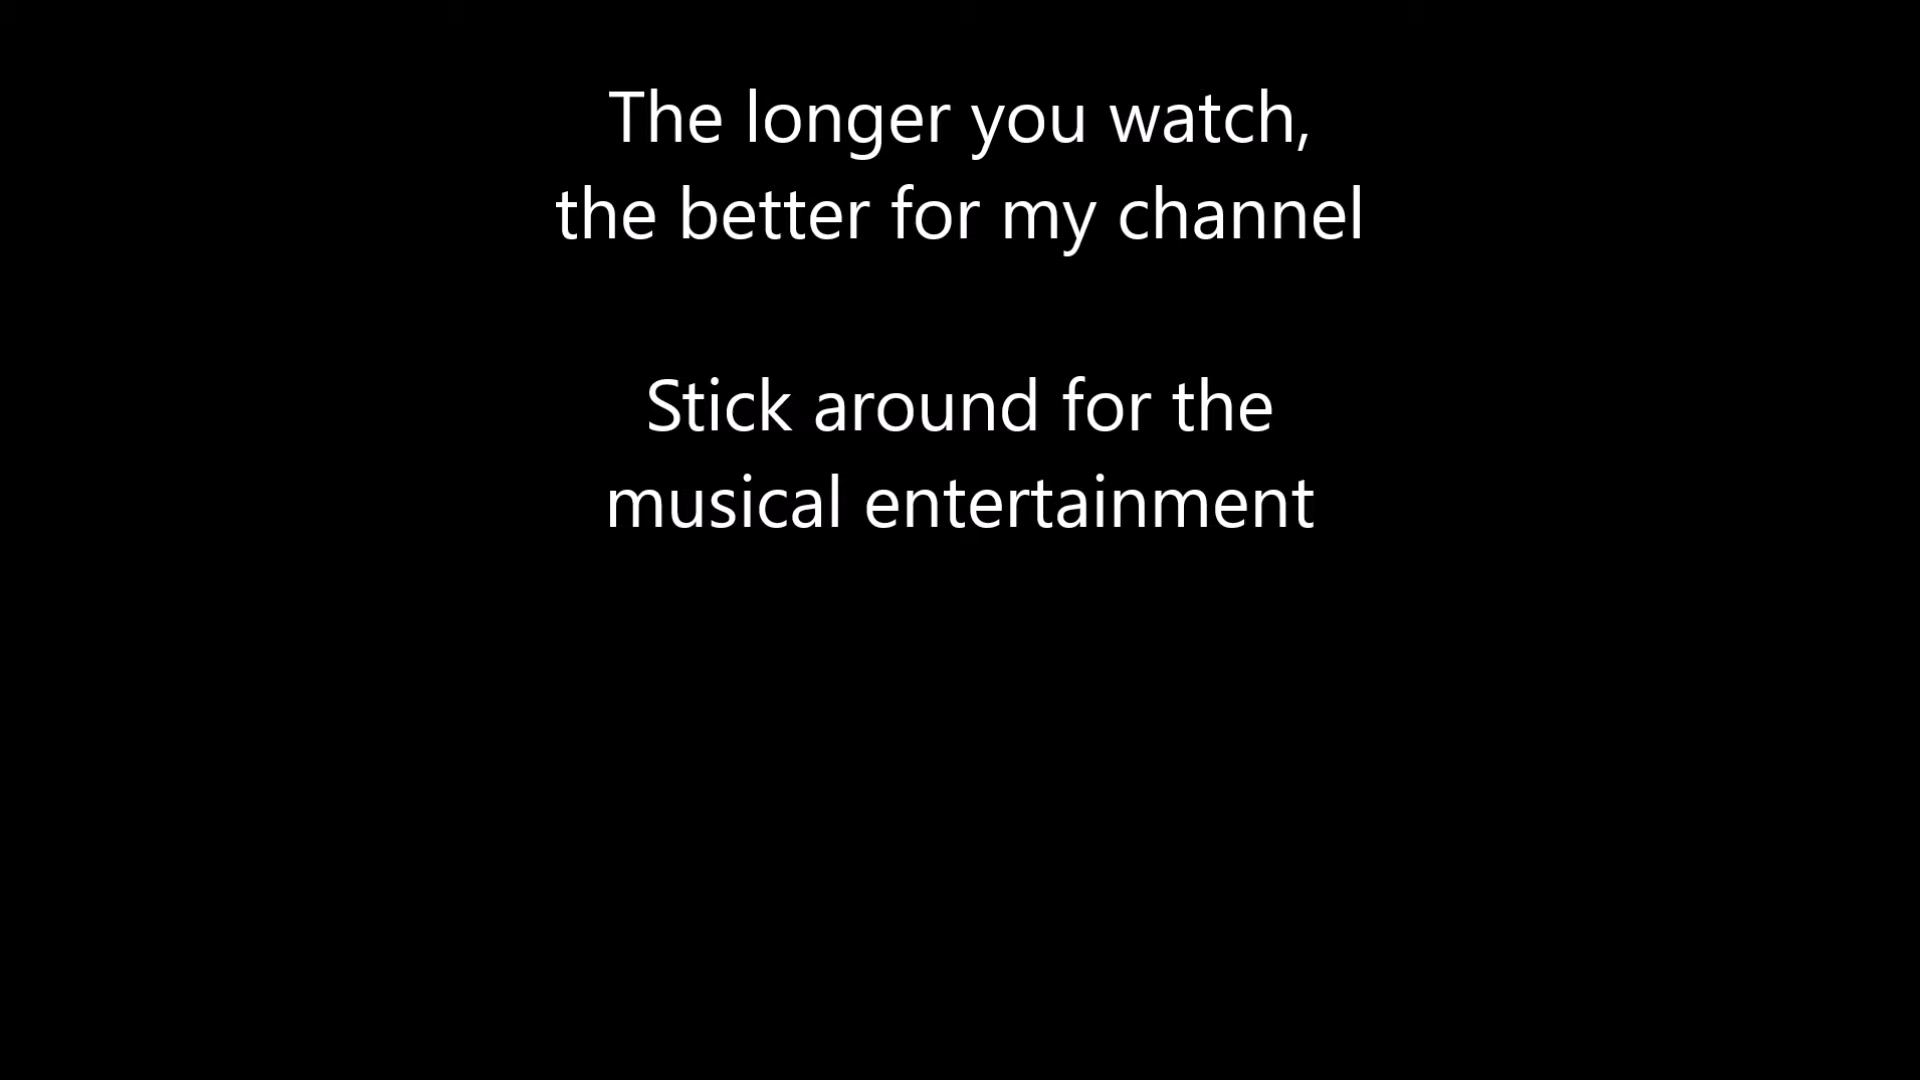 The longer you watch,
the better for my channel
Stick around for the
musical entertainment